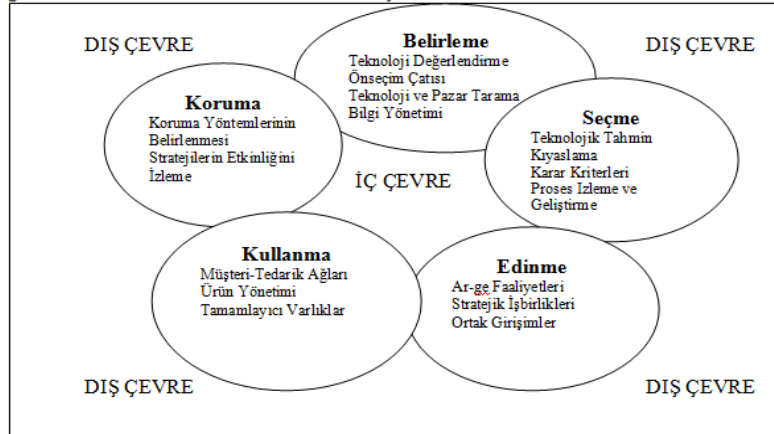 DIŞ ÇEVRE
DIŞ ÇEVRE
Belirleme
Teknoloji Değerlendirme
Önseçim Çatısı
Teknoloji ve Pazar Tarama
Bilgi Yönetimi
Koruma
Koruma Yöntemlerinin
Belirlenmesi
Stratejilerin Etkinliğini
İzleme
Seçme
Teknolojik Tahmin
Kıyaslama
Karar Kriterleri
Proses İzleme ve
Geliştirme
İÇ ÇEVRE
Kullanma
Müşteri-Tedarik Ağları
Ürün Yönetimi
Tamamlayıcı Varlıklar
Edinme
Ar-ge Faaliyetleri
Stratejik İşbirlikleri
Ortak Girişimler
DIŞ ÇEVRE
DIŞ ÇEVRE